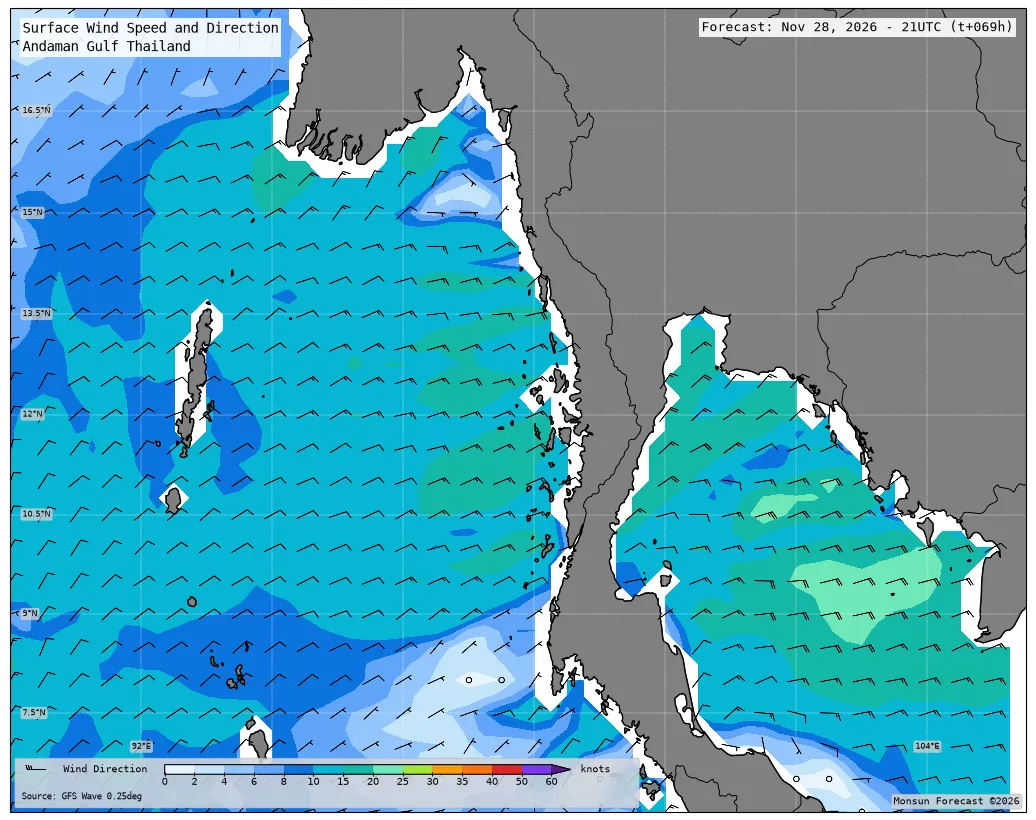 Surface Wind Speed and Direction
Andaman Gulf Thailand
Forecast: Nov 28, 2026 - 21UTC (t+069h)
16.5°N
15°N
13.5°N
12°N
10.5°N
9°N
7.5°N
92°E
104°E
Wind Direction
0 2 4 6 8 10 15 20 25 30 35 40 50 60
knots
Source: GFS Wave 0.25deg
Monsun Forecast ©2026